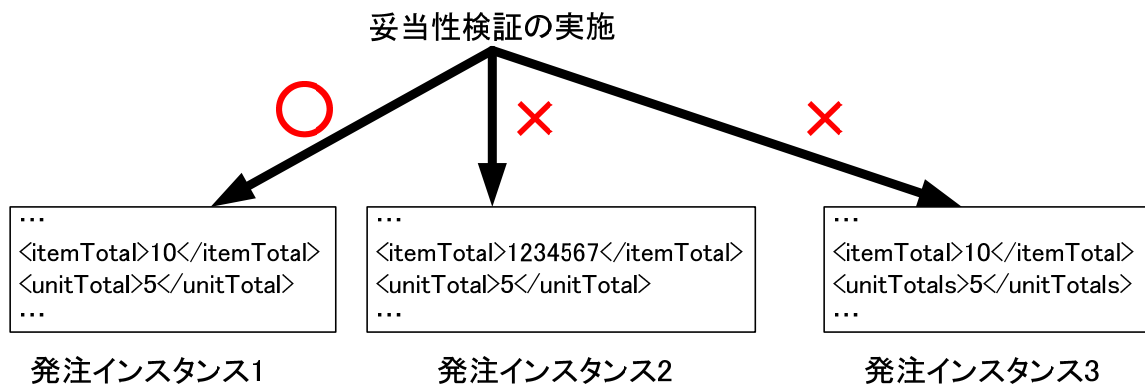 妥当性検証の実施
…
<itemTotal>10</itemTotal>
<unitTotal>5</unitTotal>
…
発注インスタンス1
…
<itemTotal>1234567</itemTotal>
<unitTotal>5</unitTotal>
…
発注インスタンス2
…
<itemTotal>10</itemTotal>
<unitTotals>5</unitTotals>
…
発注インスタンス3